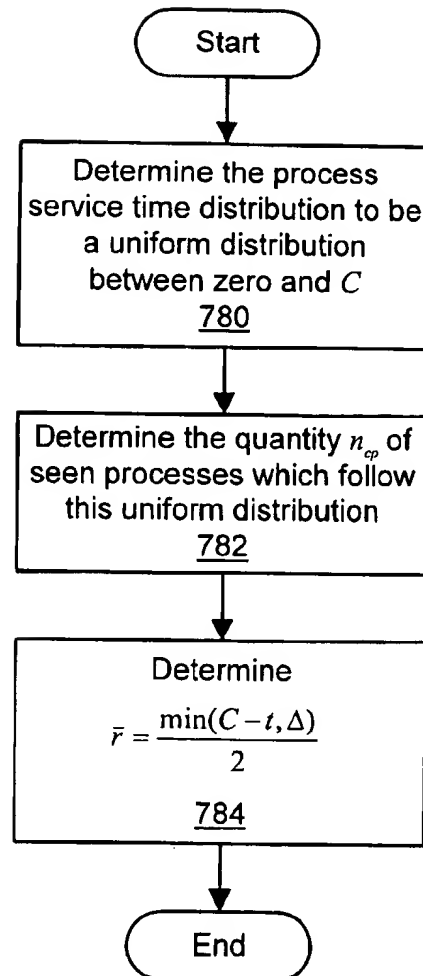 Start
Determine the process
service time distribution to be
a uniform distribution
between zero and C
780
Determine the quantity n_cp of
seen processes which follow
this uniform distribution
782
Determine
r̄ = min(C − t, Δ) / 2
784
End